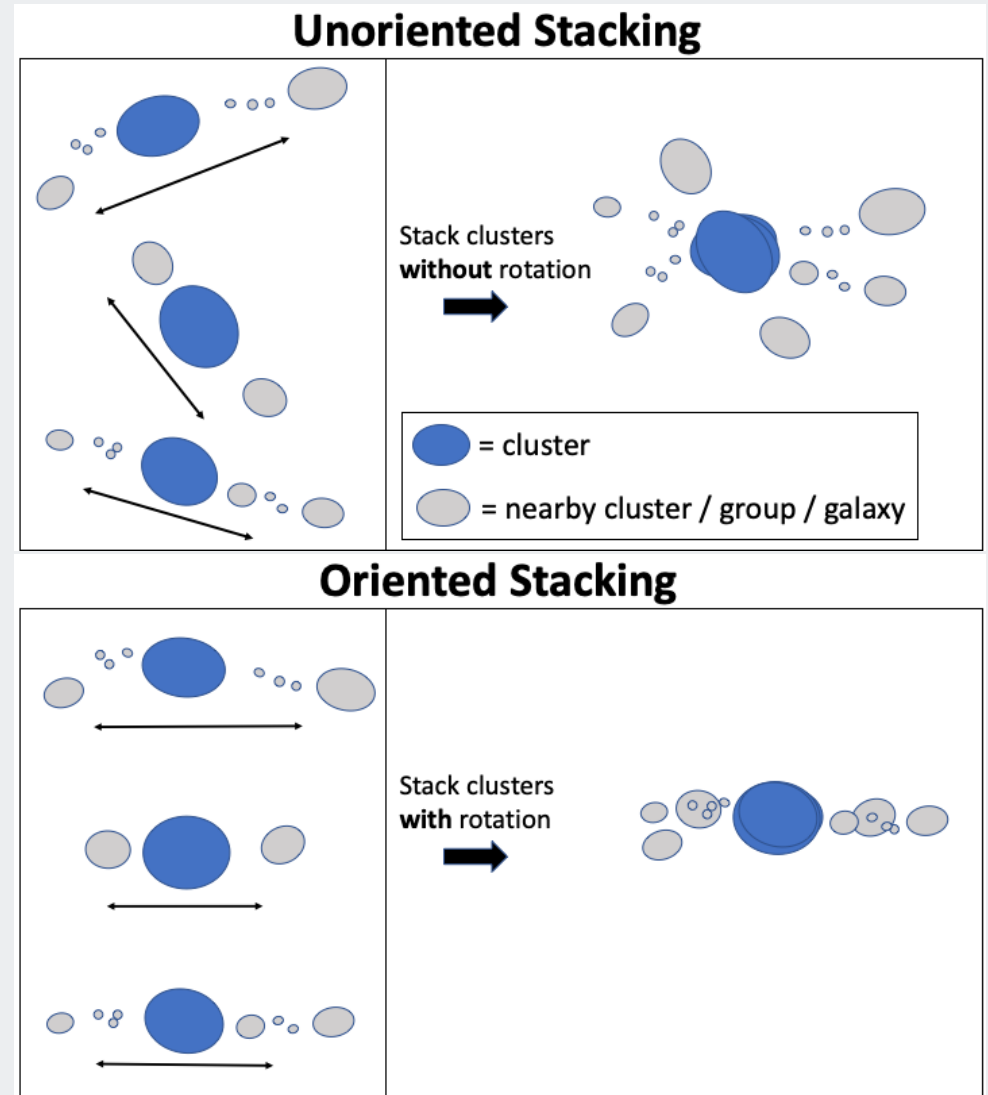 Unoriented Stacking
Stack clusters
without rotation
= cluster
= nearby cluster / group / galaxy
Oriented Stacking
Stack clusters
with rotation